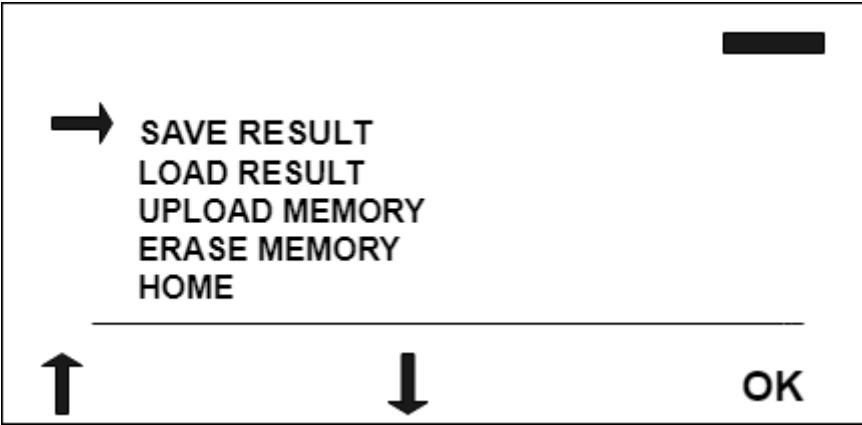 SAVE RESULT
LOAD RESULT
UPLOAD MEMORY
ERASE MEMORY
HOME
OK